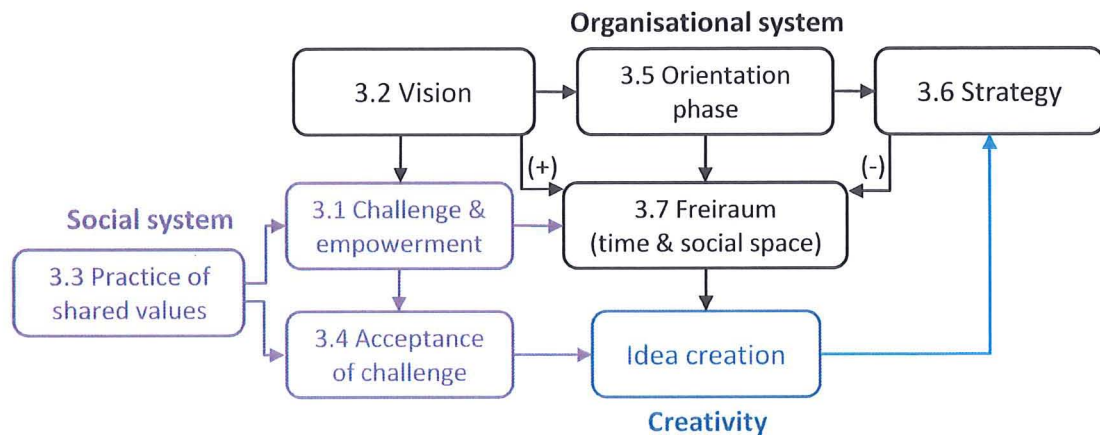 Organisational system
3.2 Vision
3.5 Orientation
phase
3.6 Strategy
(+)
(-)
Social system
3.1 Challenge &
empowerment
3.7 Freiraum
(time & social space)
3.3 Practice of
shared values
3.4 Acceptance
of challenge
Idea creation
Creativity